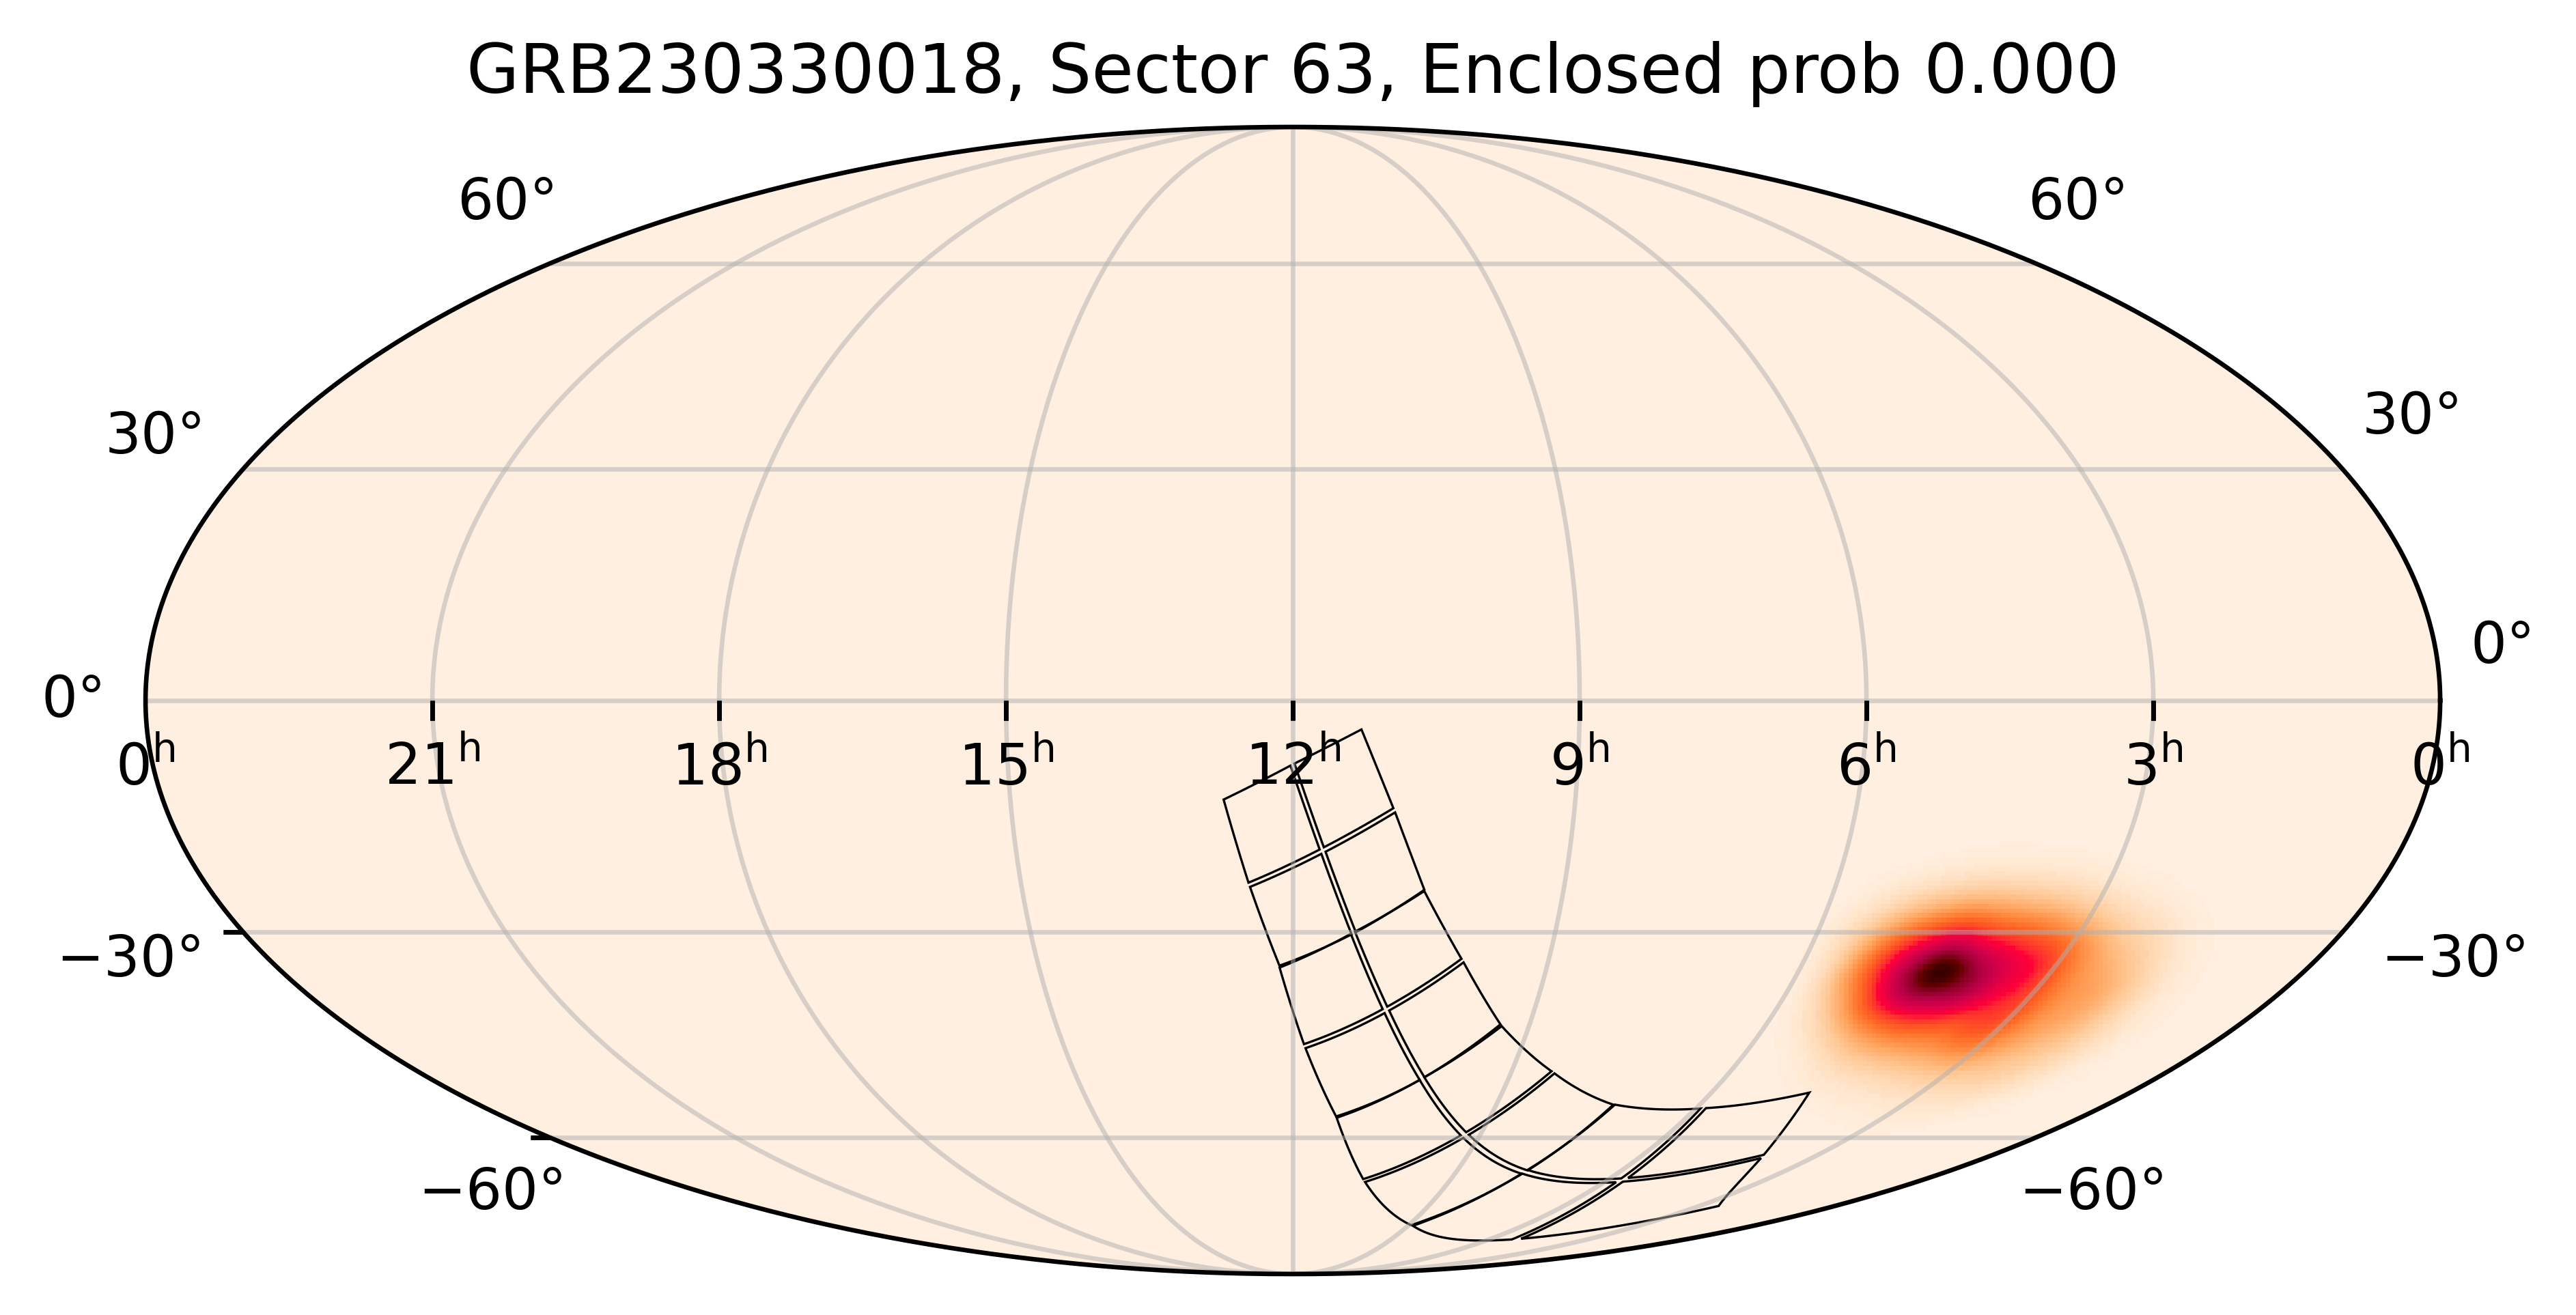 GRB230330018, Sector 63, Enclosed prob 0.000
60° 60°
30° 30°
0° 0°
0ʰ 21ʰ 18ʰ 15ʰ 12ʰ 9ʰ 6ʰ 3ʰ 0ʰ
−30° −30°
−60° −60°